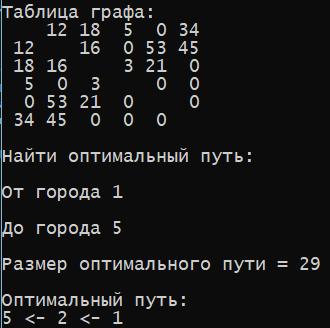 Таблица графа:
12 18 5 0 34
12 16 0 53 45
18 16 3 21 0
5 0 3 0 0
0 53 21 0 0
34 45 0 0 0
Найти оптимальный путь:
От города 1
До города 5
Размер оптимального пути = 29
Оптимальный путь:
5 <- 2 <- 1